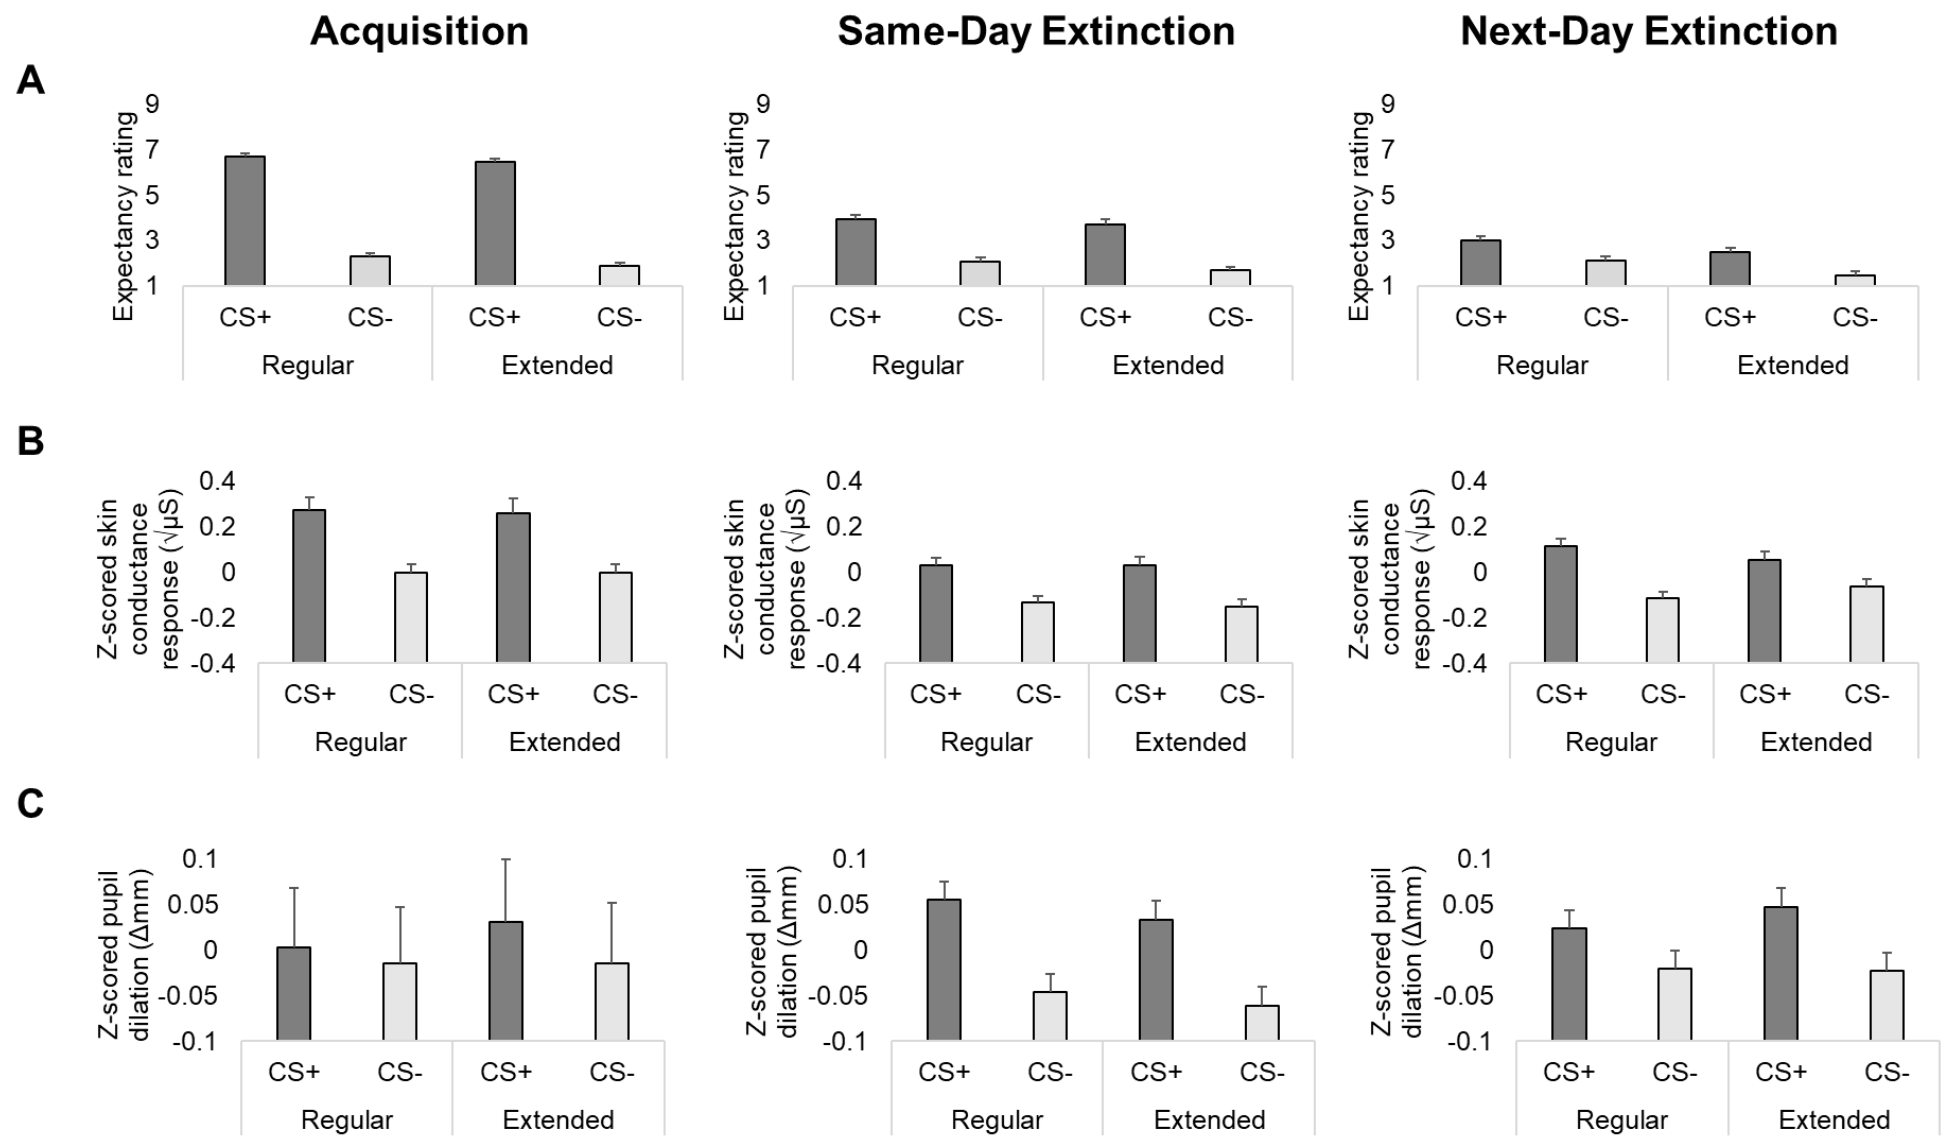 Acquisition
Same-Day Extinction
Next-Day Extinction
A
Expectancy rating
9
7
5
3
1
CS+ CS- CS+ CS-
Regular Extended
Expectancy rating
9
7
5
3
1
CS+ CS- CS+ CS-
Regular Extended
Expectancy rating
9
7
5
3
1
CS+ CS- CS+ CS-
Regular Extended
B
Z-scored skin
conductance
response (√µS)
0.4
0.2
0
-0.2
-0.4
CS+ CS- CS+ CS-
Regular Extended
Z-scored skin
conductance
response (√µS)
0.4
0.2
0
-0.2
-0.4
CS+ CS- CS+ CS-
Regular Extended
Z-scored skin
conductance
response (√µS)
0.4
0.2
0
-0.2
-0.4
CS+ CS- CS+ CS-
Regular Extended
C
Z-scored pupil
dilation (Δmm)
0.1
0.05
0
-0.05
-0.1
CS+ CS- CS+ CS-
Regular Extended
Z-scored pupil
dilation (Δmm)
0.1
0.05
0
-0.05
-0.1
CS+ CS- CS+ CS-
Regular Extended
Z-scored pupil
dilation (Δmm)
0.1
0.05
0
-0.05
-0.1
CS+ CS- CS+ CS-
Regular Extended